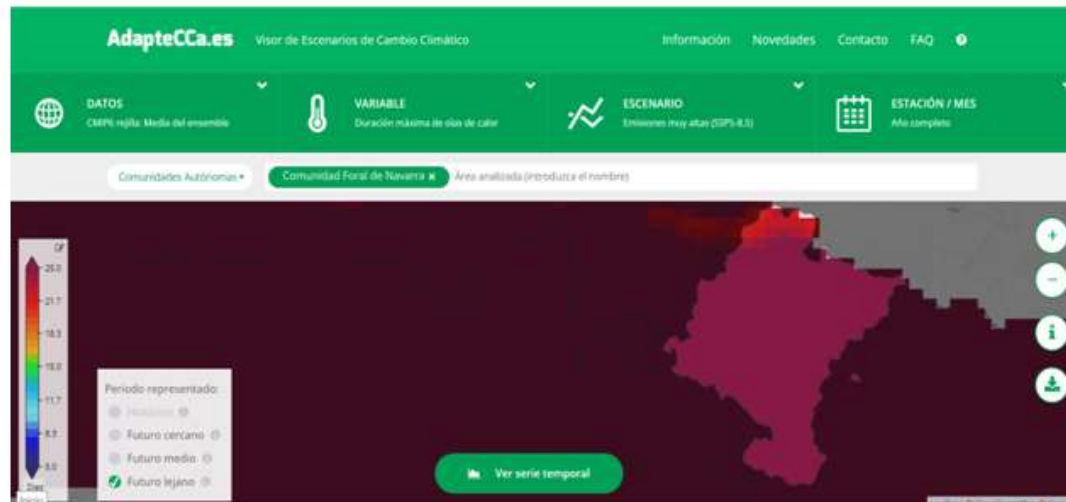 AdapteCCa.es Visor de Escenarios de Cambio Climático Información Novedades Contacto FAQ ?
DATOS VARIABLE ESCENARIO ESTACIÓN / MES
CMIP6 rejilla: Media del ensemble Duración máxima de olas de calor Emisiones muy altas (SSP5-8.5) Año completo
Comunidades Autónomas Comunidad Foral de Navarra x Área analizada (introduzca el nombre)
+
25.0
−
21.7
18.3
i
15.0
Periodo representado:
11.7
Futuro cercano
8.3
Futuro medio
5.0
Ver serie temporal
Futuro lejano
Días
Inicio